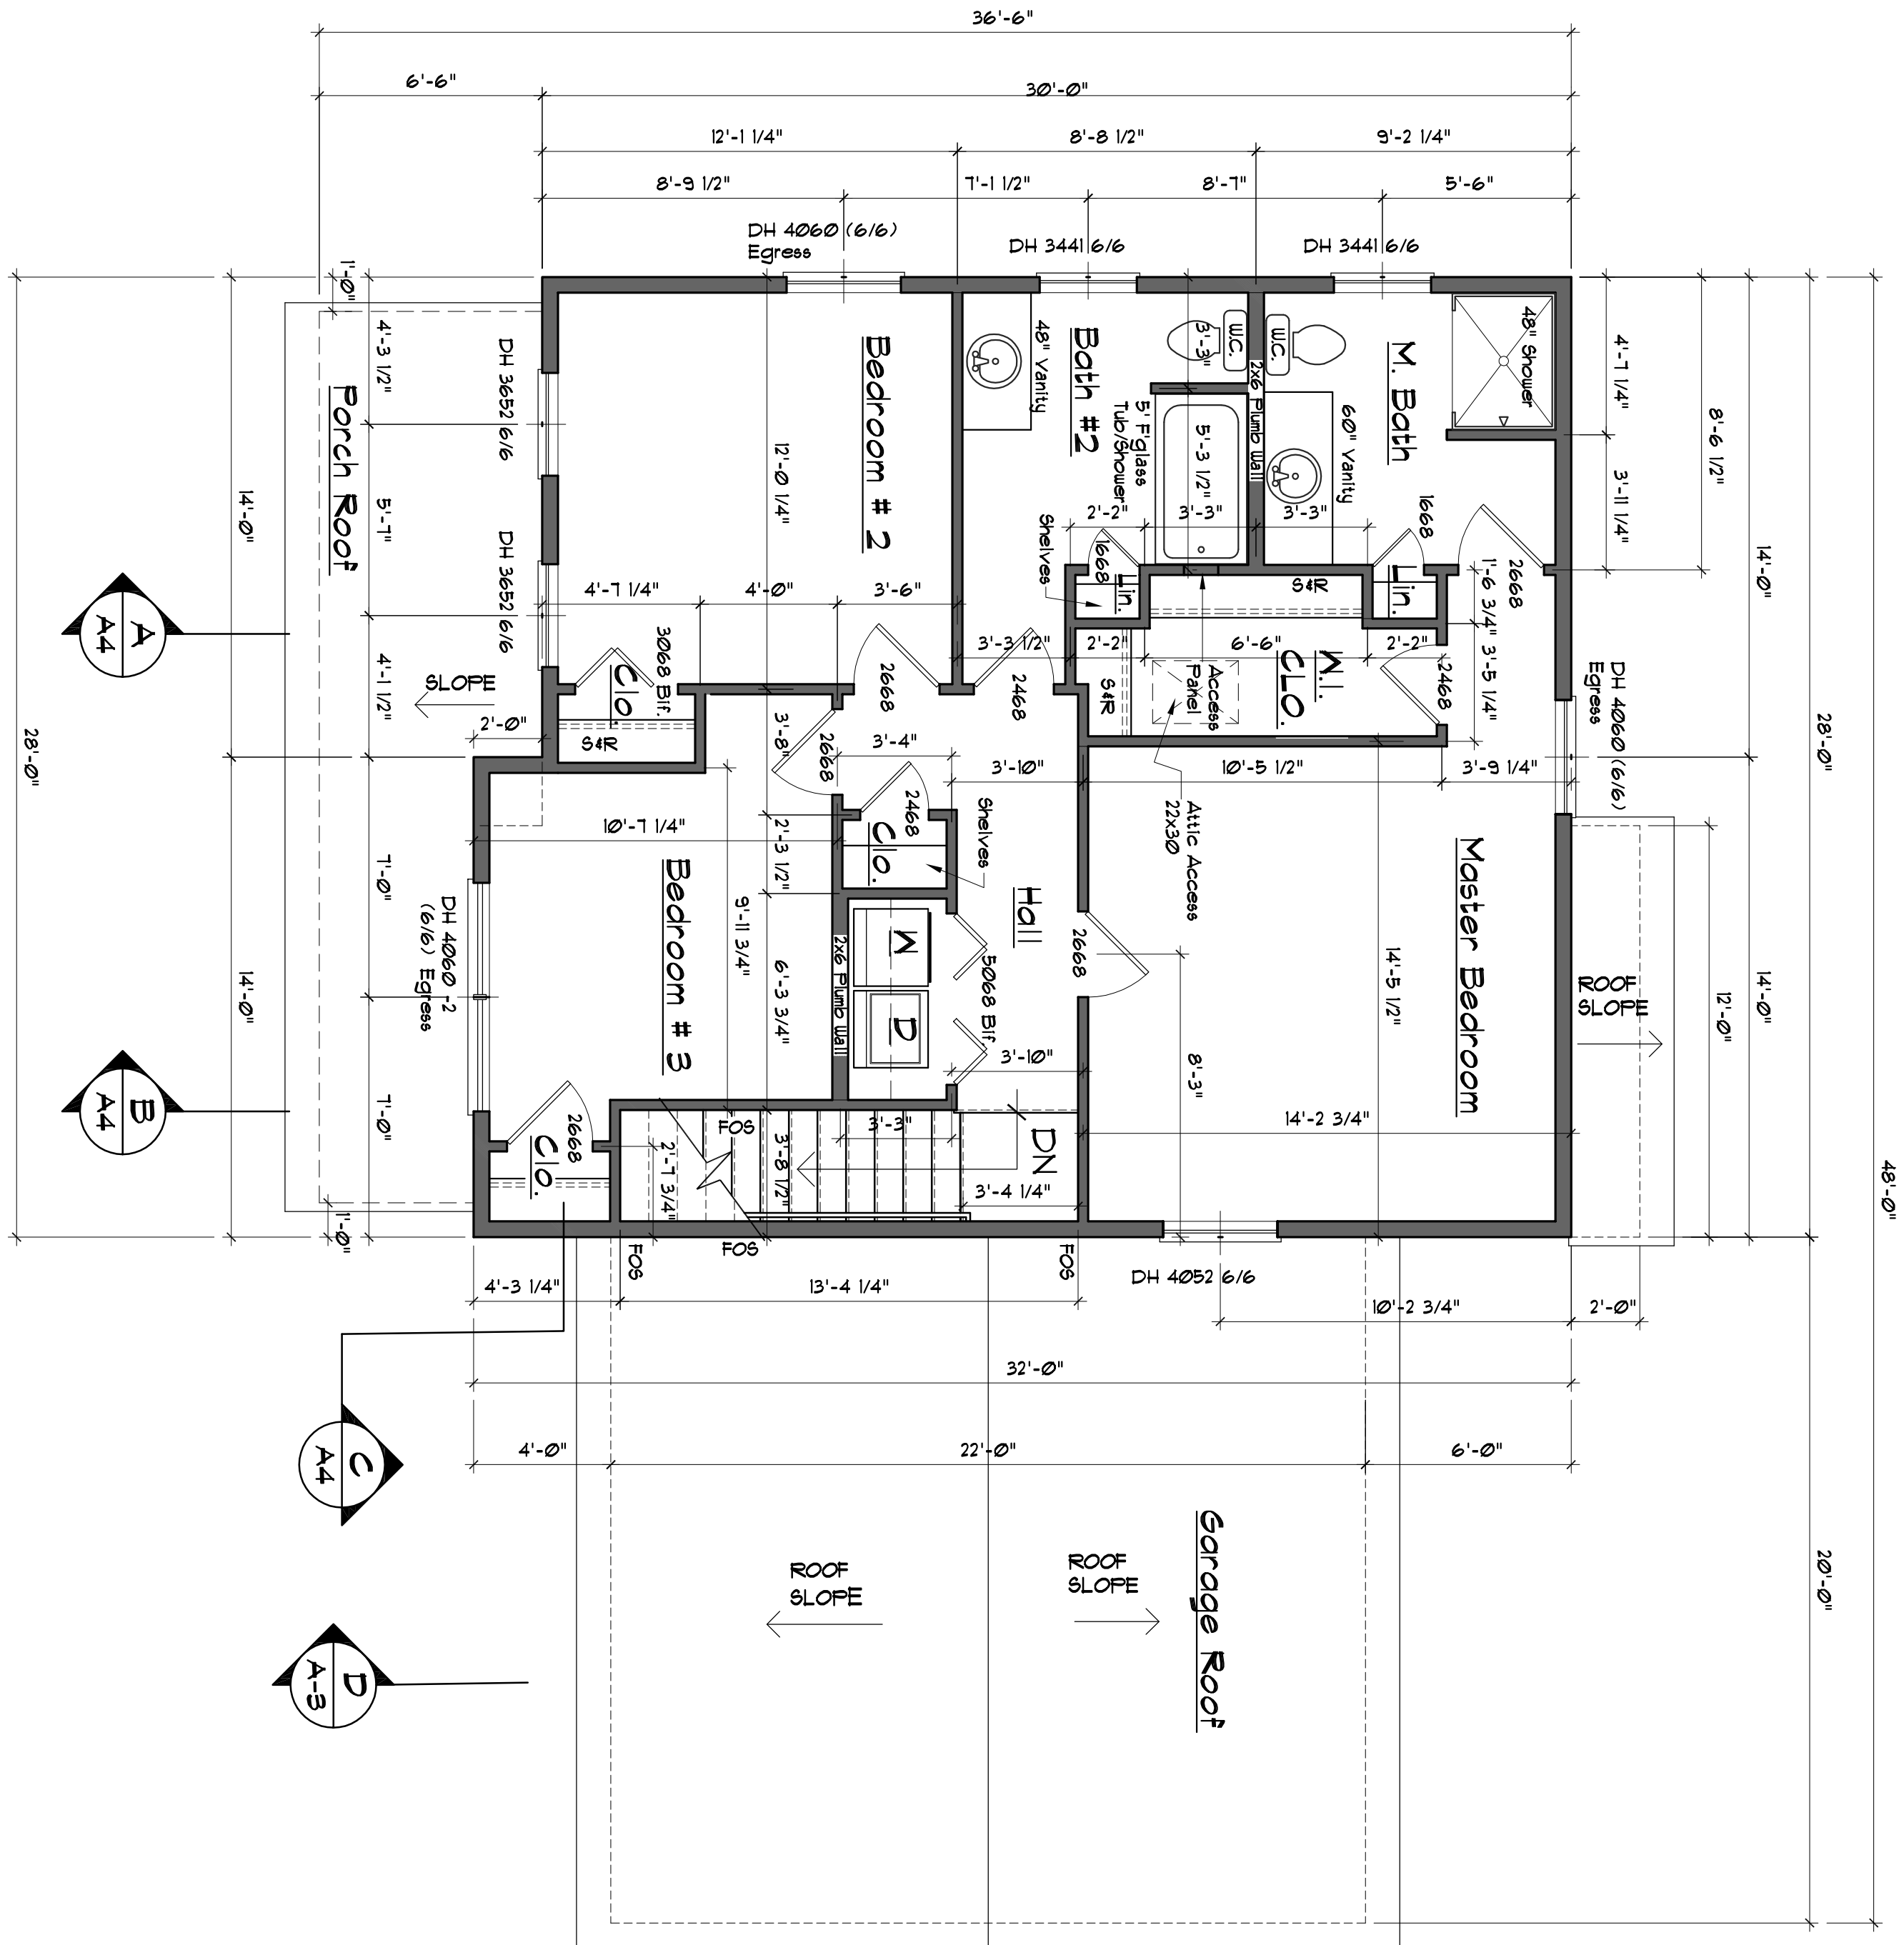 36'-6"
6'-6"
30'-0"
12'-1 1/4"
8'-8 1/2"
9'-2 1/4"
8'-9 1/2"
7'-1 1/2"
8'-7"
5'-6"
DH 4060 (6/6)
Egress
DH 3441 6/6
DH 3441 6/6
1'-0"
4'-3 1/2"
DH 3652 6/6
Porch Roof
5'-7"
DH 3652 6/6
4'-1 1/2"
14'-0"
28'-0"
A
A4
SLOPE
2'-0"
Bedroom # 2
12'-0 1/4"
4'-7 1/4"
4'-0"
3'-6"
3068 Bif.
Clo.
S&R
2668
48" Vanity
Bath #2
W.C.
3'-3"
5' F'glass
Tub/Shower
5'-3 1/2"
2x6 Plumb Wall
W.C.
M. Bath
60" Vanity
48" Shower
4'-7 1/4"
8'-6 1/2"
3'-11 1/4"
14'-0"
2'-2"
3'-3"
3'-3"
Shelves
1668
Lin.
1668
Lin.
S&R
2668
1'-6 3/4"
3'-5 1/4"
3'-3 1/2"
2'-2"
6'-6"
2'-2"
2468
S&R
Access
Panel
W.I.
CLO.
2468
DH 4060 (6/6)
Egress
28'-0"
48'-0"
3'-8"
2668
3'-4"
3'-10"
10'-5 1/2"
3'-9 1/4"
2468
Clo.
Shelves
Attic Access
22x30
10'-7 1/4"
2'-3 1/2"
Bedroom # 3
9'-11 3/4"
6'-3 3/4"
2x6 Plumb Wall
W
D
Hall
5068 Bif.
2668
Master Bedroom
14'-5 1/2"
8'-3"
ROOF
SLOPE
12'-0"
14'-0"
7'-0"
DH 4060 -2
(6/6) Egress
14'-0"
7'-0"
B
A4
3'-10"
14'-2 3/4"
2668
Clo.
FOS
3'-3"
DN
2'-7 3/4"
3'-8 1/2"
3'-4 1/4"
1'-0"
FOS
FOS
FOS
DH 4052 6/6
4'-3 1/4"
13'-4 1/4"
10'-2 3/4"
2'-0"
32'-0"
4'-0"
22'-0"
6'-0"
C
A4
ROOF
SLOPE
ROOF
SLOPE
Garage Roof
20'-0"
D
A-3